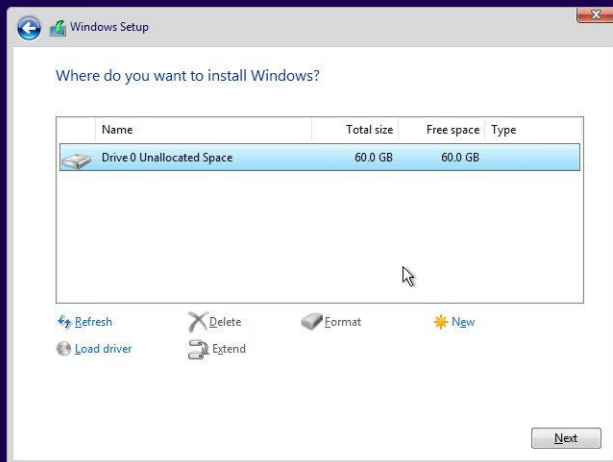 Windows Setup
Where do you want to install Windows?
Name Total size Free space Type
Drive 0 Unallocated Space 60.0 GB 60.0 GB
Refresh Delete Format New
Load driver Extend
Next